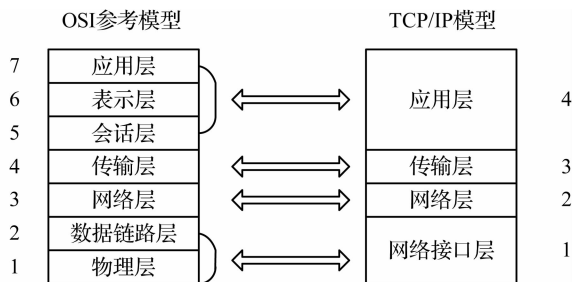 OSI参考模型 TCP/IP模型
7 应用层
6 表示层 应用层 4
5 会话层
4 传输层 传输层 3
3 网络层 网络层 2
2 数据链路层
网络接口层 1
1 物理层